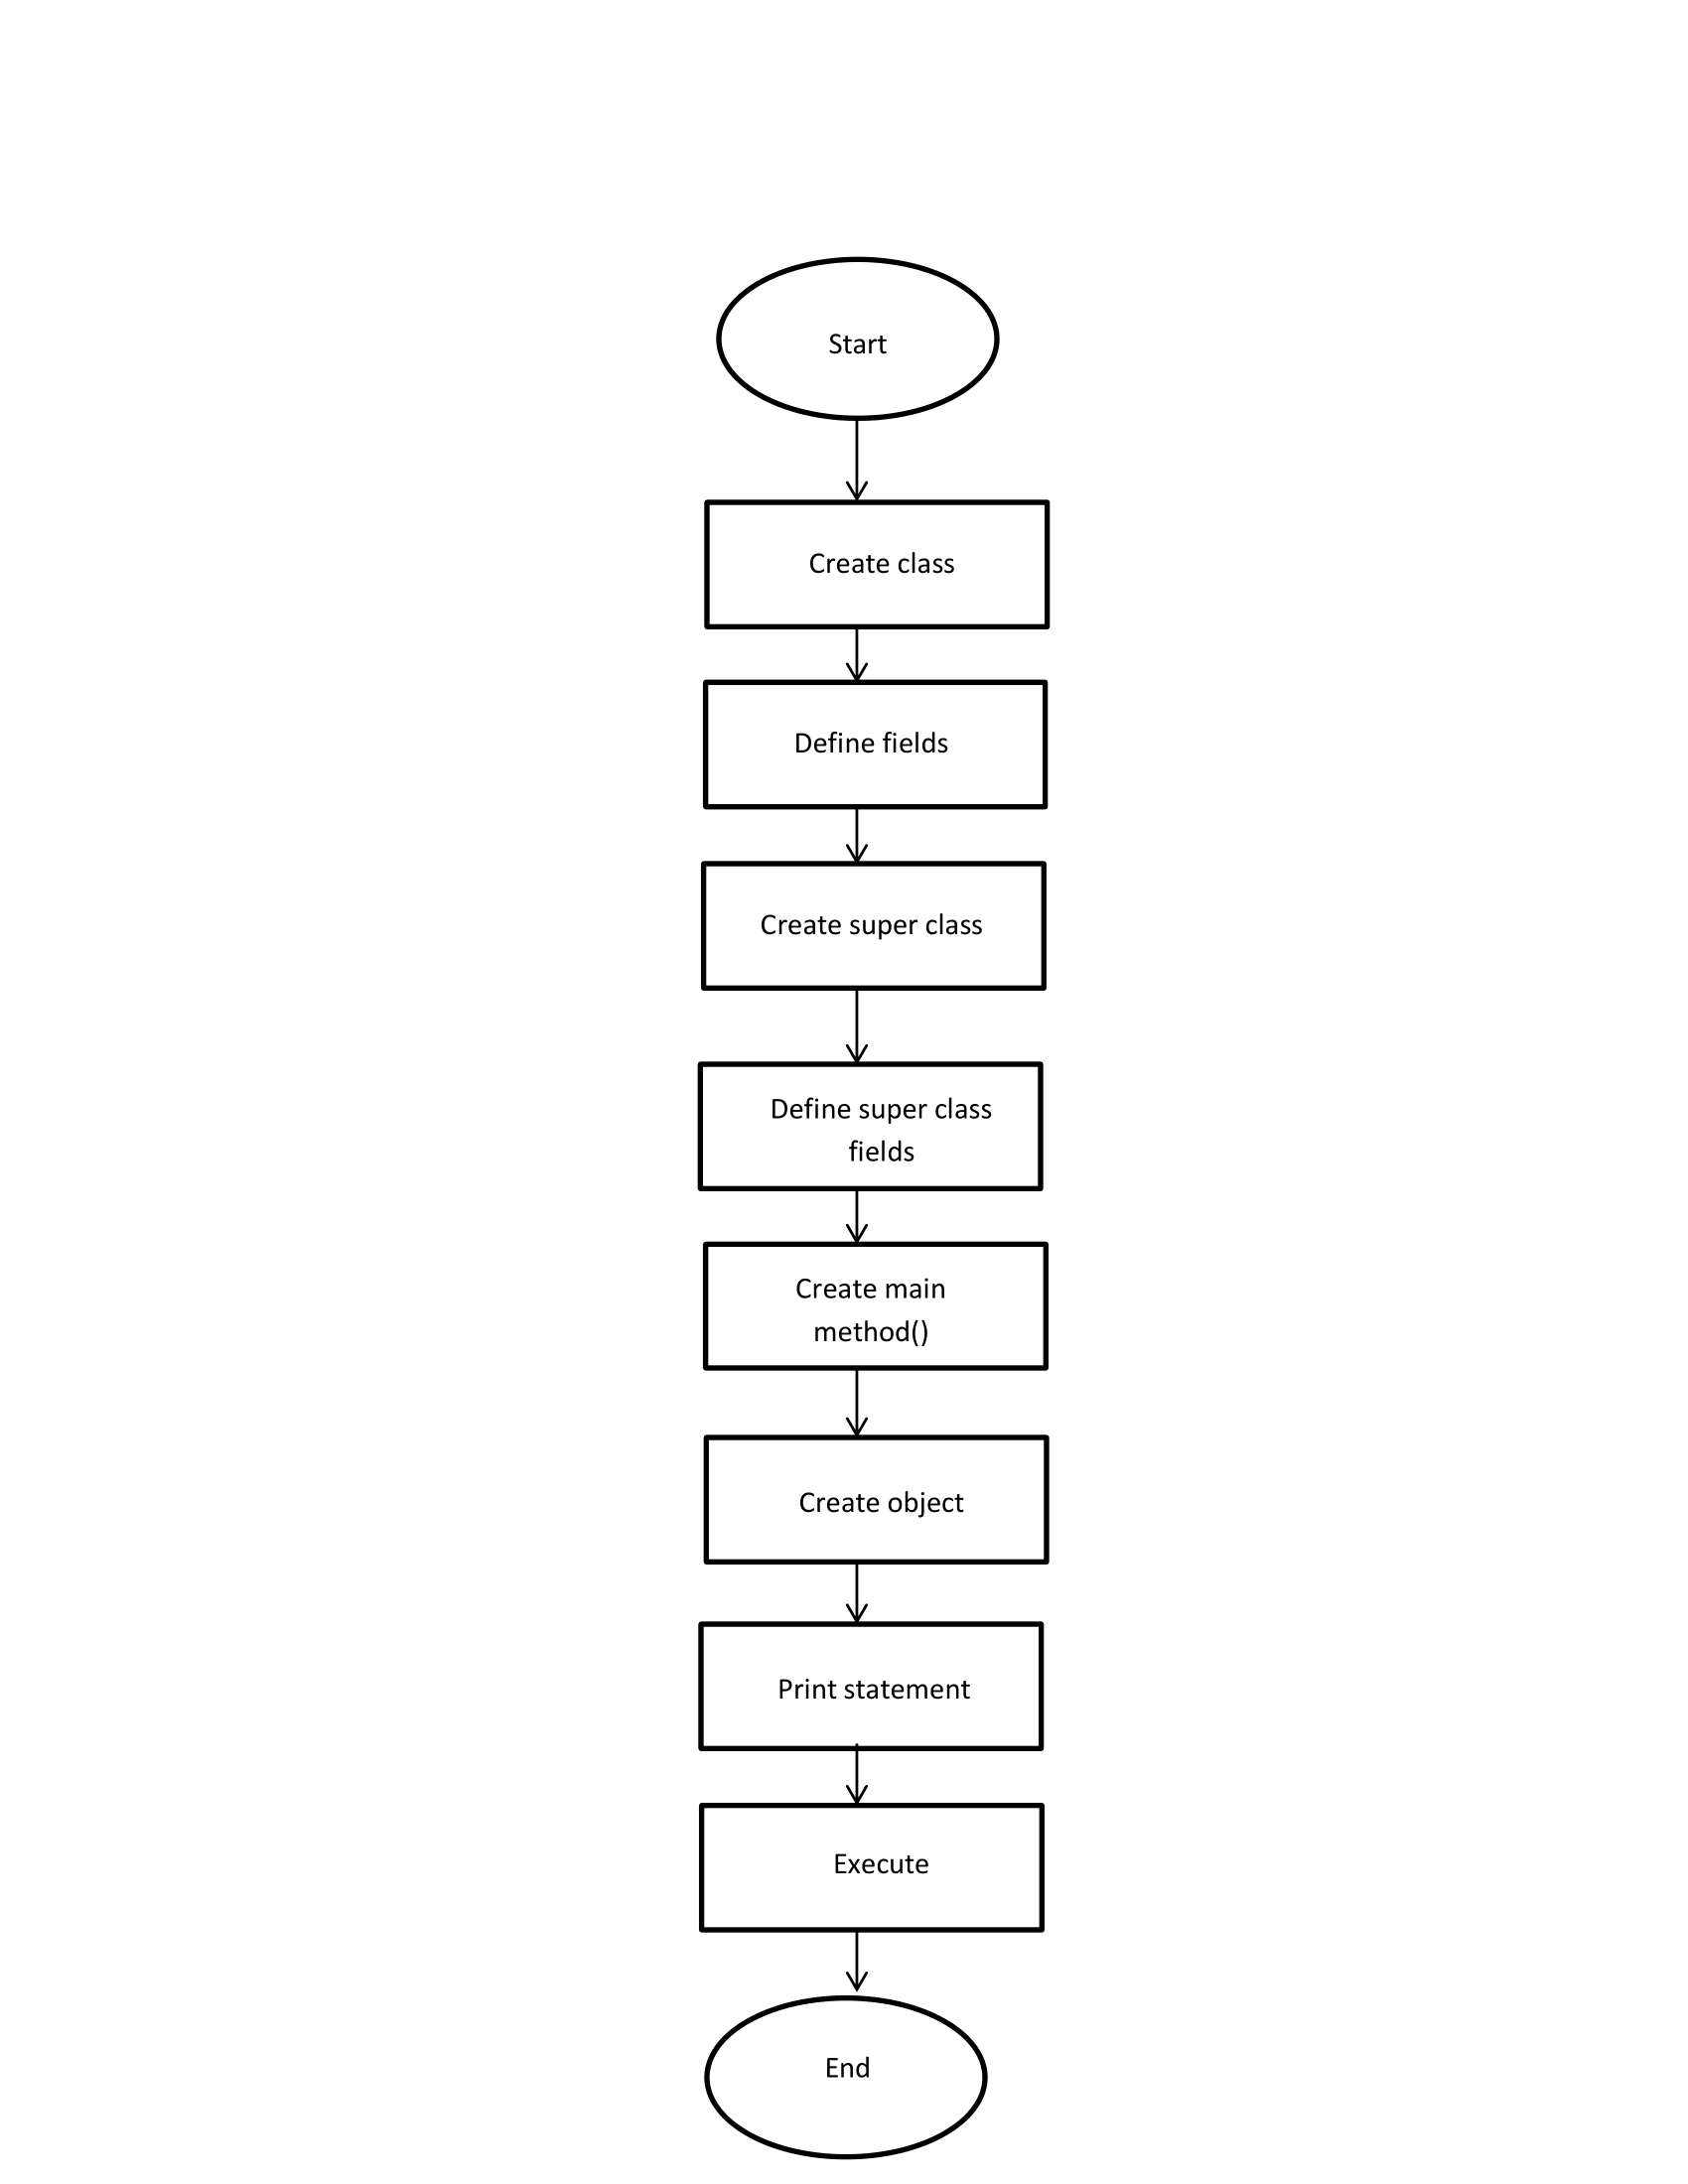 Start
Create class
Define fields
Create super class
Define super class
fields
Create main
method()
Create object
Print statement
Execute
End